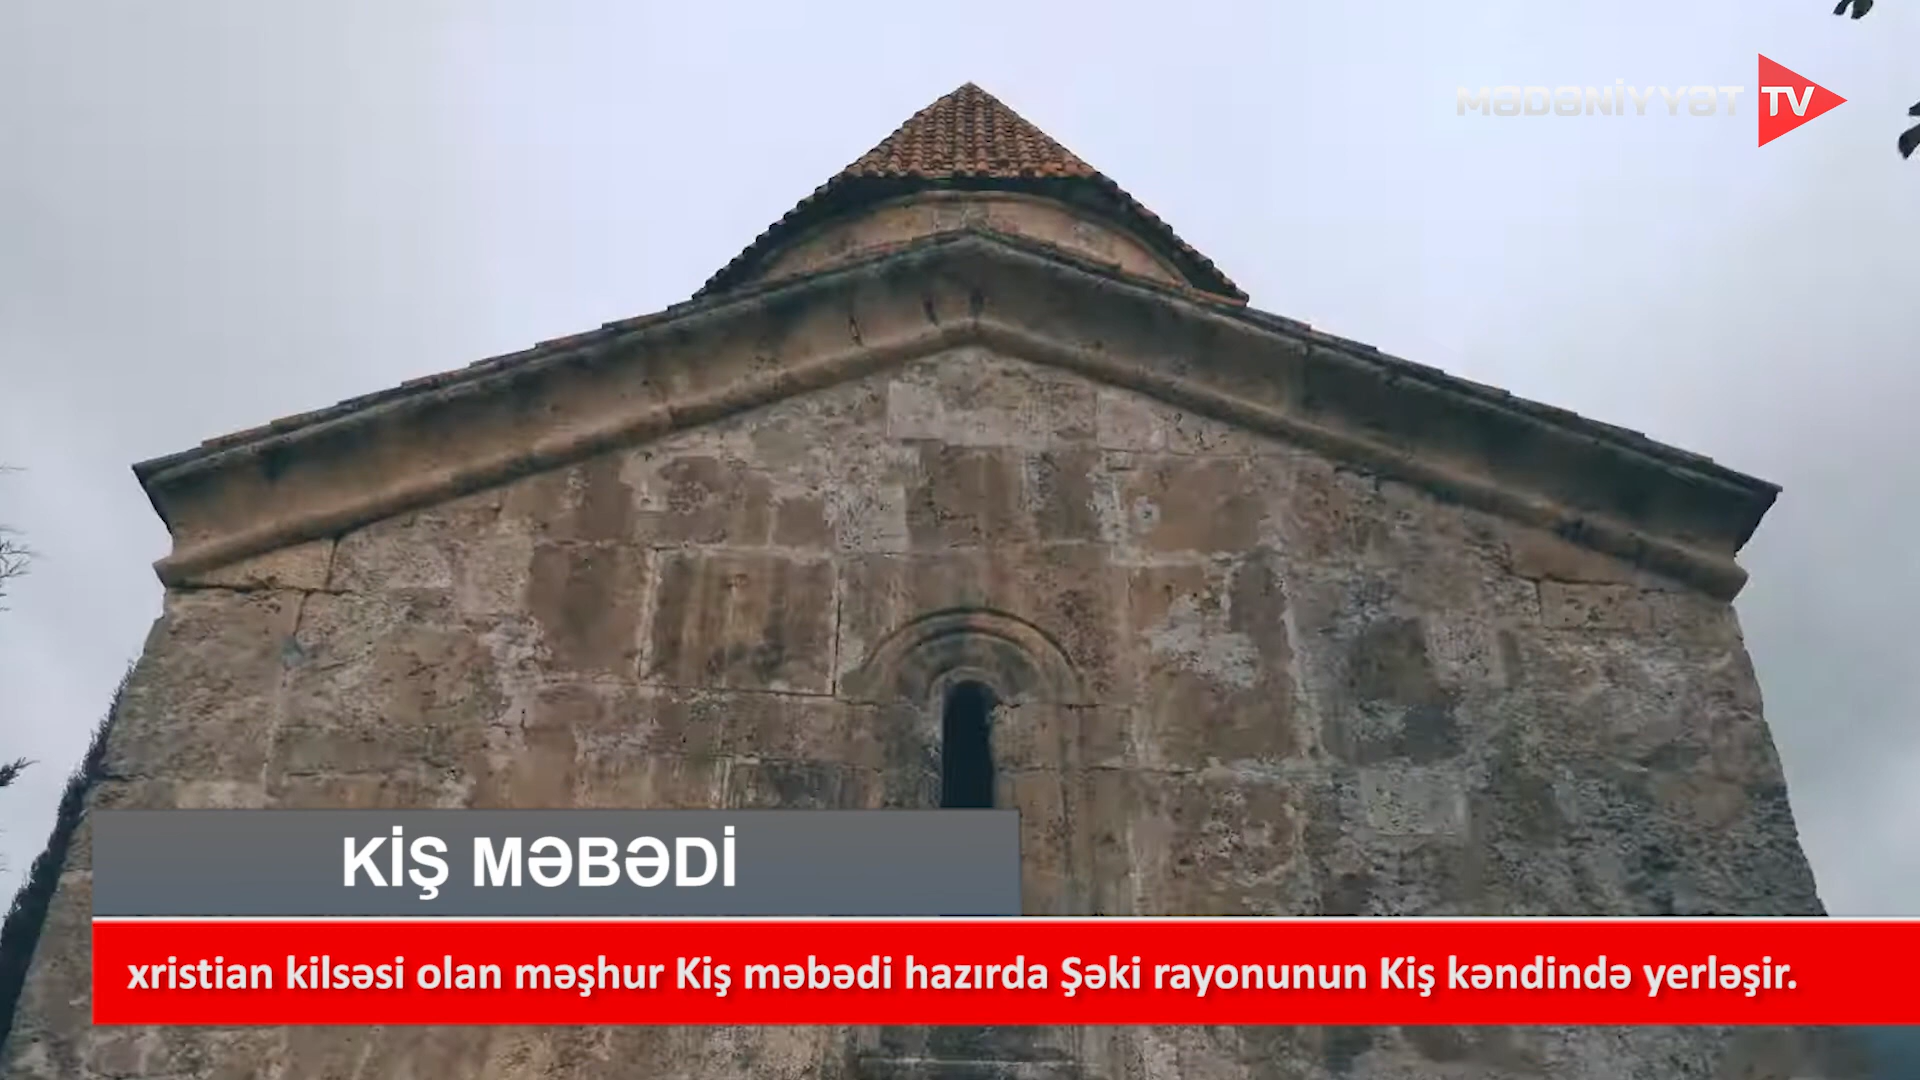 MƏDƏNİYYƏT TV
KİŞ MƏBƏDİ
xristian kilsəsi olan məşhur Kiş məbədi hazırda Şəki rayonunun Kiş kəndində yerləşir.